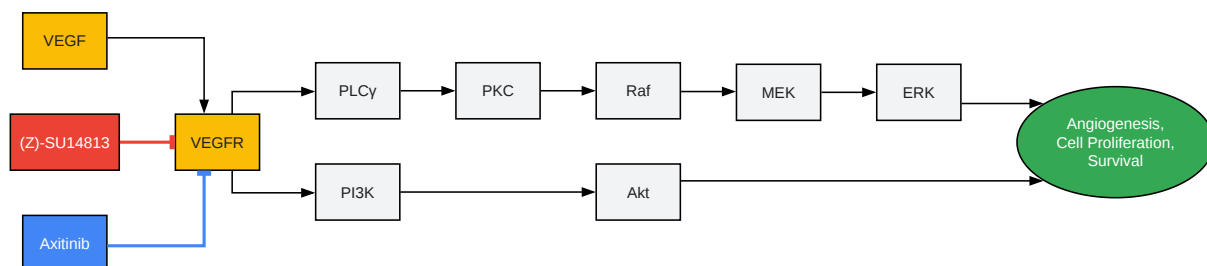 VEGF
(Z)-SU14813
Axitinib
VEGFR
PLCγ
PKC
Raf
MEK
ERK
PI3K
Akt
Angiogenesis,
Cell Proliferation,
Survival